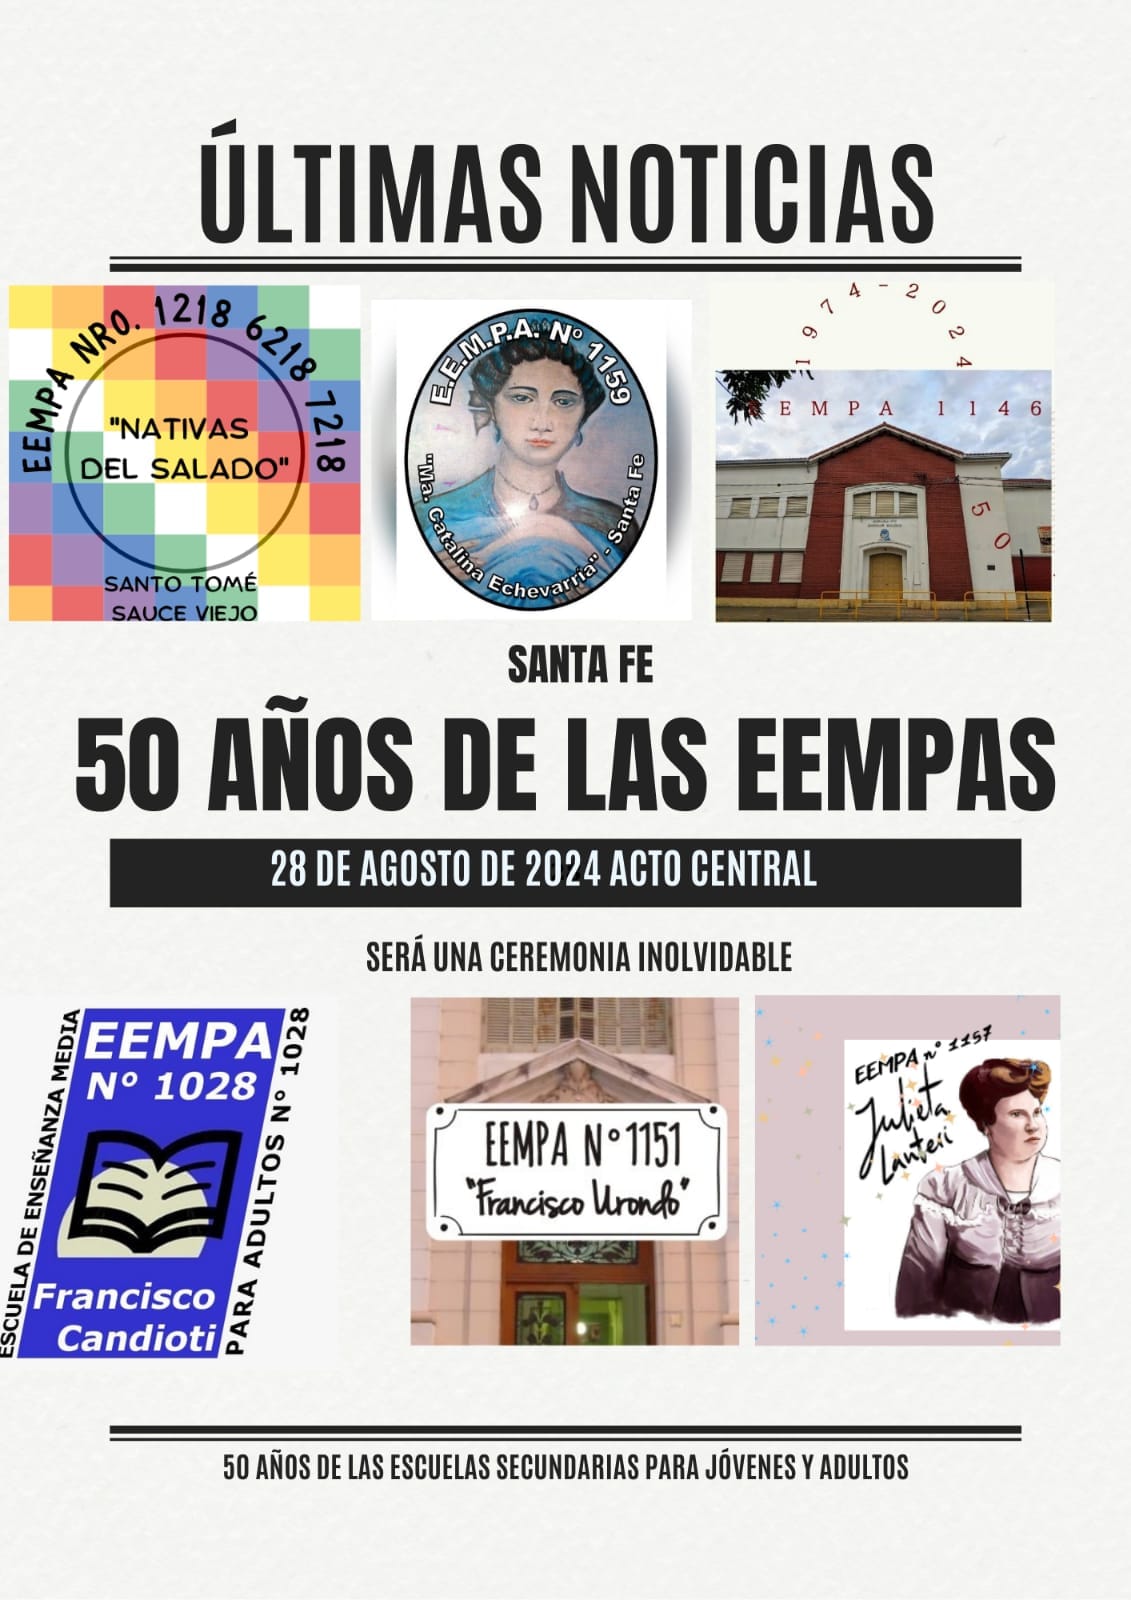 ÚLTIMAS NOTICIAS
EEMPA NRO. 1218 6218 7218
"NATIVAS
DEL SALADO"
SANTO TOMÉ
SAUCE VIEJO
E.E.M.P.A. Nº 1159
"Ma. Catalina Echevarría" - Santa Fe
1974-2024
EEMPA 1146
50
SANTA FE
50 AÑOS DE LAS EEMPAS
28 DE AGOSTO DE 2024 ACTO CENTRAL
SERÁ UNA CEREMONIA INOLVIDABLE
ESCUELA DE ENSEÑANZA MEDIA
EEMPA
Nº 1028
Francisco
Candioti
PARA ADULTOS Nº 1028
EEMPA Nº 1151
"Francisco Urondo"
EEMPA nº 1157
Julieta
Lanteri
50 AÑOS DE LAS ESCUELAS SECUNDARIAS PARA JÓVENES Y ADULTOS